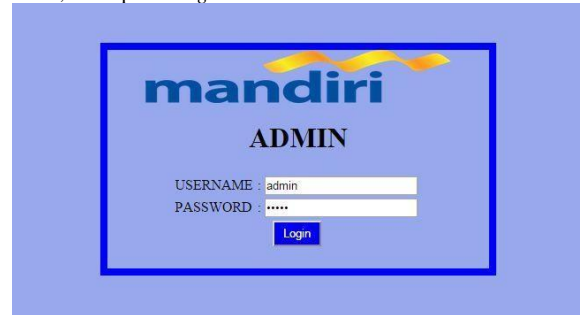 mandiri
ADMIN
USERNAME : admin
PASSWORD : •••••
Login